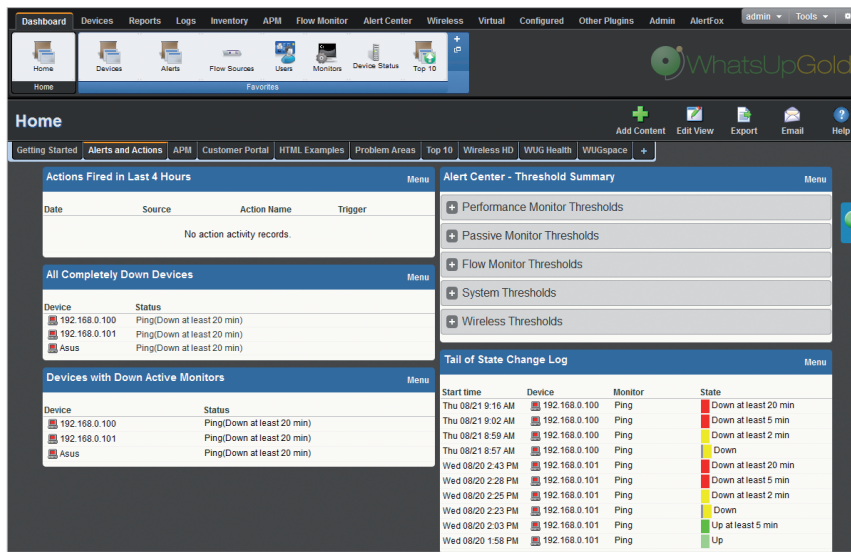 Dashboard Devices Reports Logs Inventory APM Flow Monitor Alert Center Wireless Virtual Configured Other Plugins Admin AlertFox admin Tools
Home Devices Alerts Flow Sources Users Monitors Device Status Top 10
Home Favorites
WhatsUpGold
Home
Add Content Edit View Export Email Help
Getting Started Alerts and Actions APM Customer Portal HTML Examples Problem Areas Top 10 Wireless HD WUG Health WUGspace +
Actions Fired in Last 4 Hours Menu
Date Source Action Name Trigger
No action activity records.
All Completely Down Devices Menu
Device Status
192.168.0.100 Ping(Down at least 20 min)
192.168.0.101 Ping(Down at least 20 min)
Asus Ping(Down at least 20 min)
Devices with Down Active Monitors Menu
Device Status
192.168.0.100 Ping(Down at least 20 min)
192.168.0.101 Ping(Down at least 20 min)
Asus Ping(Down at least 20 min)
Alert Center - Threshold Summary Menu
Performance Monitor Thresholds
Passive Monitor Thresholds
Flow Monitor Thresholds
System Thresholds
Wireless Thresholds
Tail of State Change Log Menu
Start time Device Monitor State
Thu 08/21 9:16 AM 192.168.0.100 Ping Down at least 20 min
Thu 08/21 9:02 AM 192.168.0.100 Ping Down at least 5 min
Thu 08/21 8:59 AM 192.168.0.100 Ping Down at least 2 min
Thu 08/21 8:57 AM 192.168.0.100 Ping Down
Wed 08/20 2:43 PM 192.168.0.101 Ping Down at least 20 min
Wed 08/20 2:28 PM 192.168.0.101 Ping Down at least 5 min
Wed 08/20 2:25 PM 192.168.0.101 Ping Down at least 2 min
Wed 08/20 2:23 PM 192.168.0.101 Ping Down
Wed 08/20 2:03 PM 192.168.0.101 Ping Up at least 5 min
Wed 08/20 1:58 PM 192.168.0.101 Ping Up